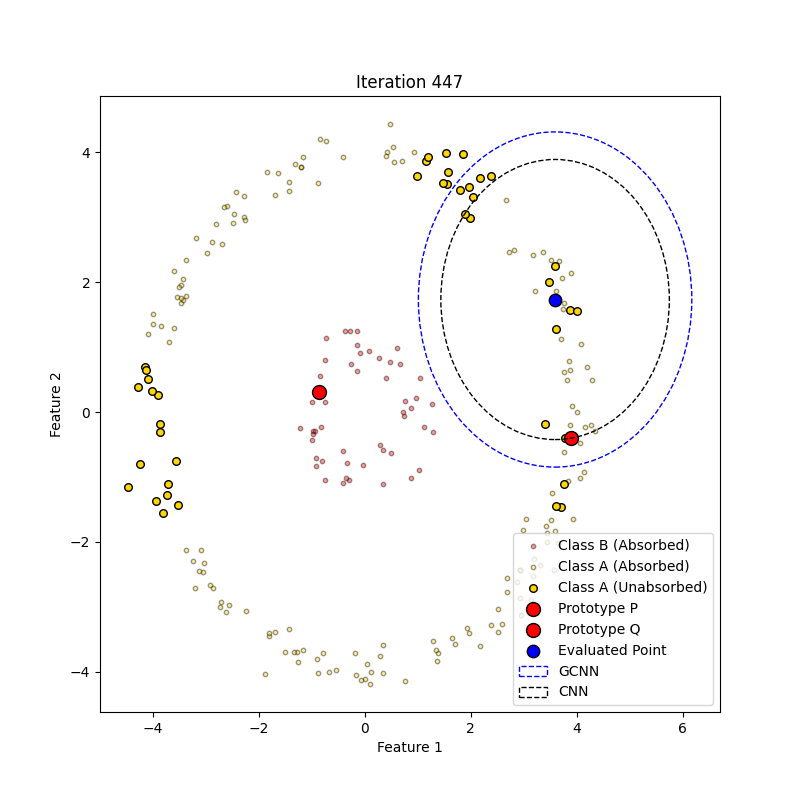 Iteration 447
Feature 2
4
2
0
−2
−4
Class B (Absorbed)
Class A (Absorbed)
Class A (Unabsorbed)
Prototype P
Prototype Q
Evaluated Point
GCNN
CNN
−4
−2
0
2
4
6
Feature 1